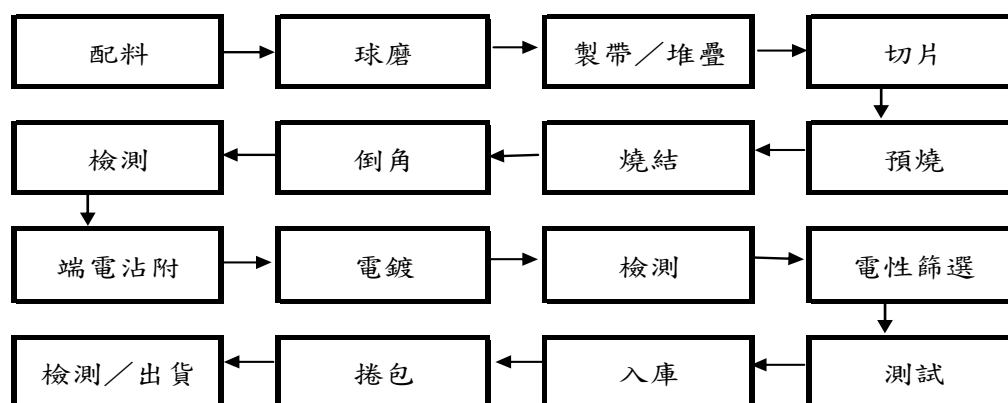 配料 球磨 製帶／堆疊 切片
檢測 倒角 燒結 預燒
端電沾附 電鍍 檢測 電性篩選
檢測／出貨 捲包 入庫 測試